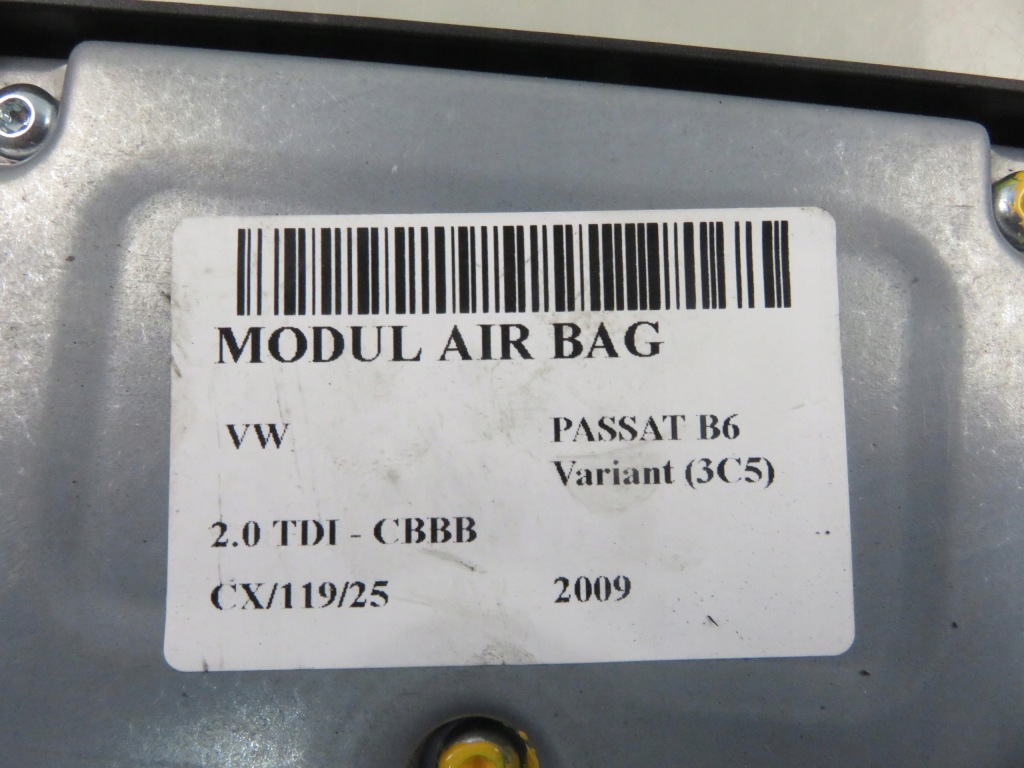 MODUL AIR BAG
VW PASSAT B6
Variant (3C5)
2.0 TDI - CBBB
CX/119/25 2009